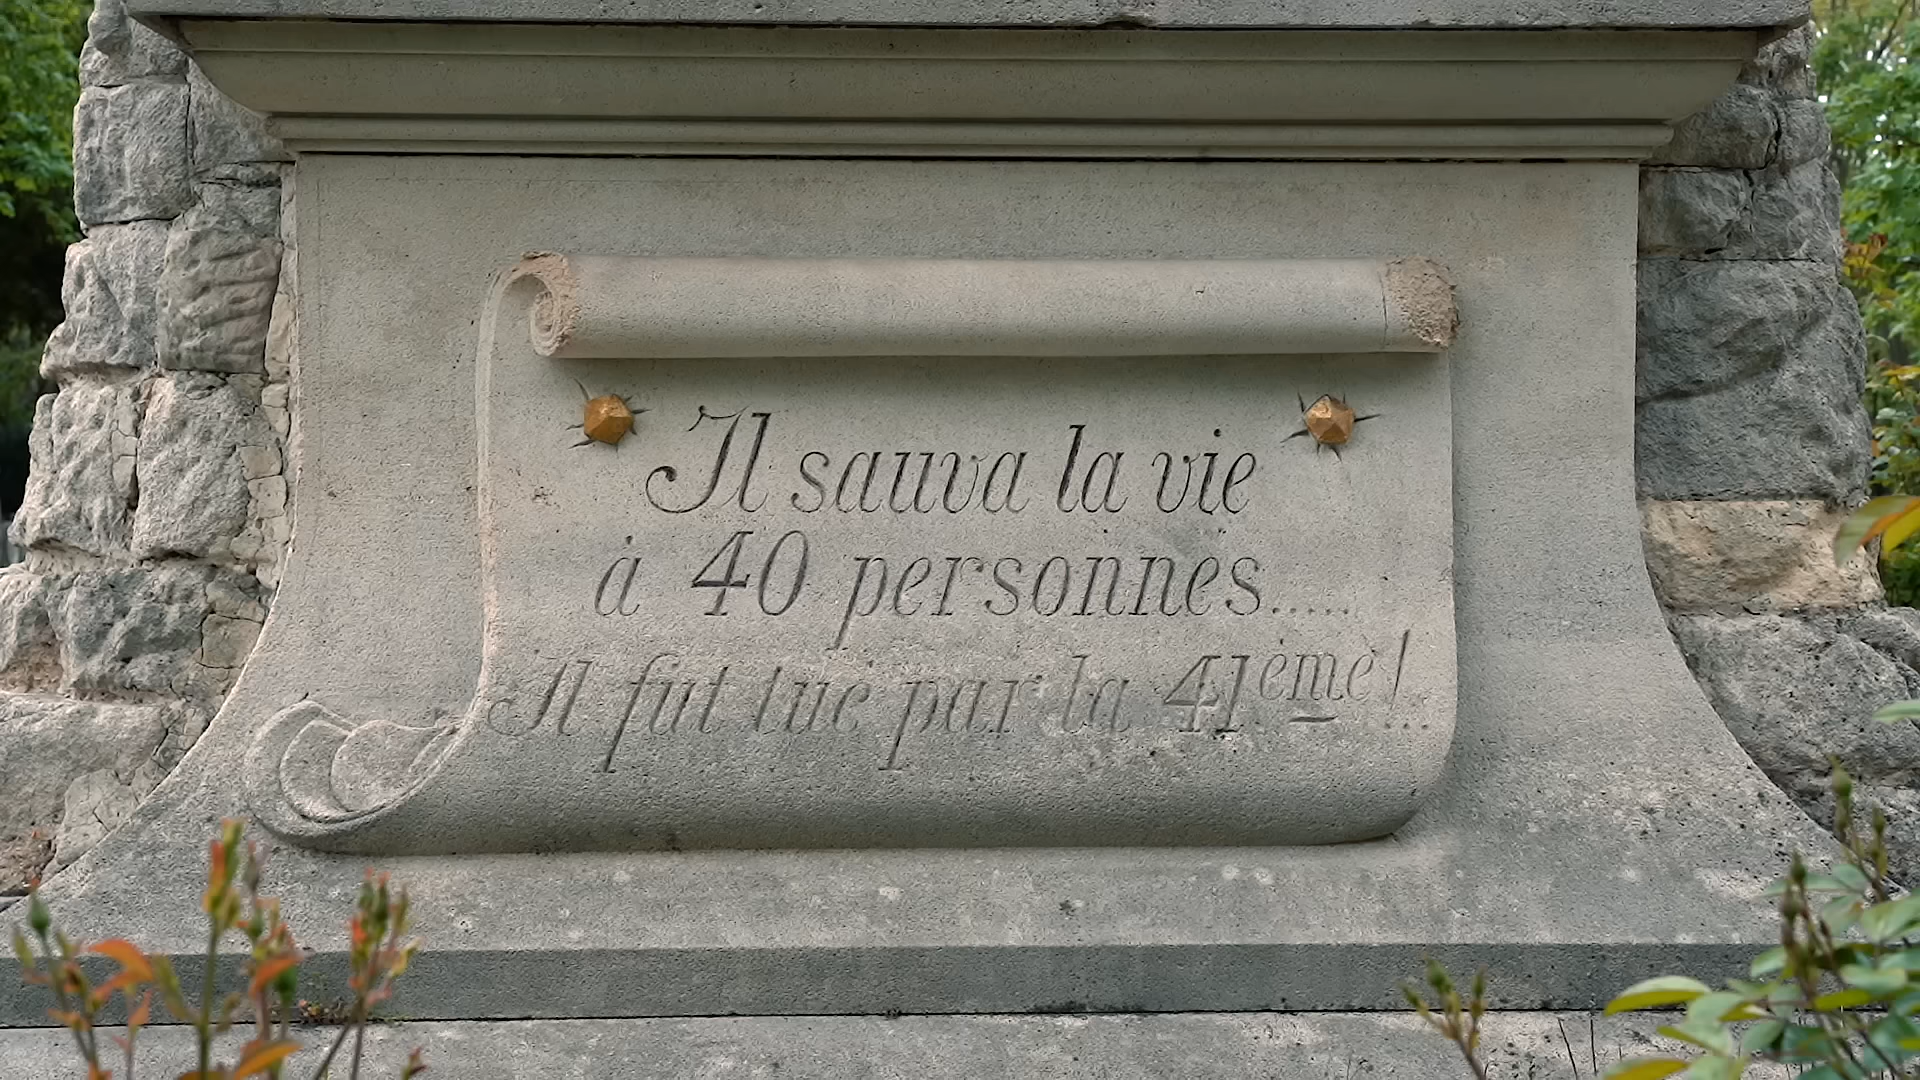 Il sauva la vie
à 40 personnes.....
Il fut tué par la 41ème!...